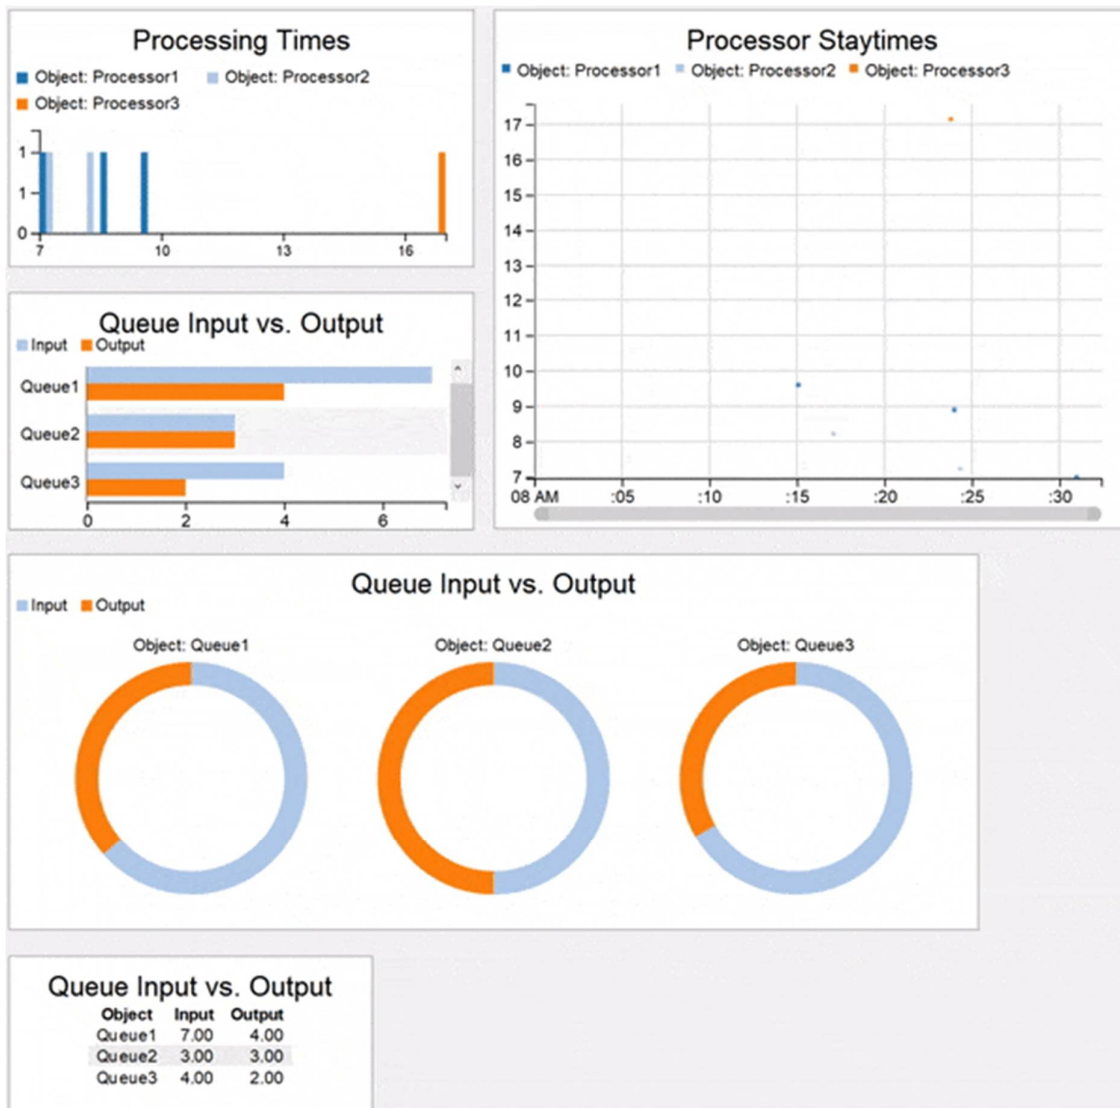 Processing Times
Object: Processor1 Object: Processor2
Object: Processor3
1
1
0
7 10 13 16
Processor Staytimes
Object: Processor1 Object: Processor2 Object: Processor3
17
16
15
14
13
12
11
10
9
8
7
08 AM :05 :10 :15 :20 :25 :30
Queue Input vs. Output
Input Output
Queue1
Queue2
Queue3
0 2 4 6
Queue Input vs. Output
Input Output
Object: Queue1 Object: Queue2 Object: Queue3
Queue Input vs. Output
Object Input Output
Queue1 7.00 4.00
Queue2 3.00 3.00
Queue3 4.00 2.00